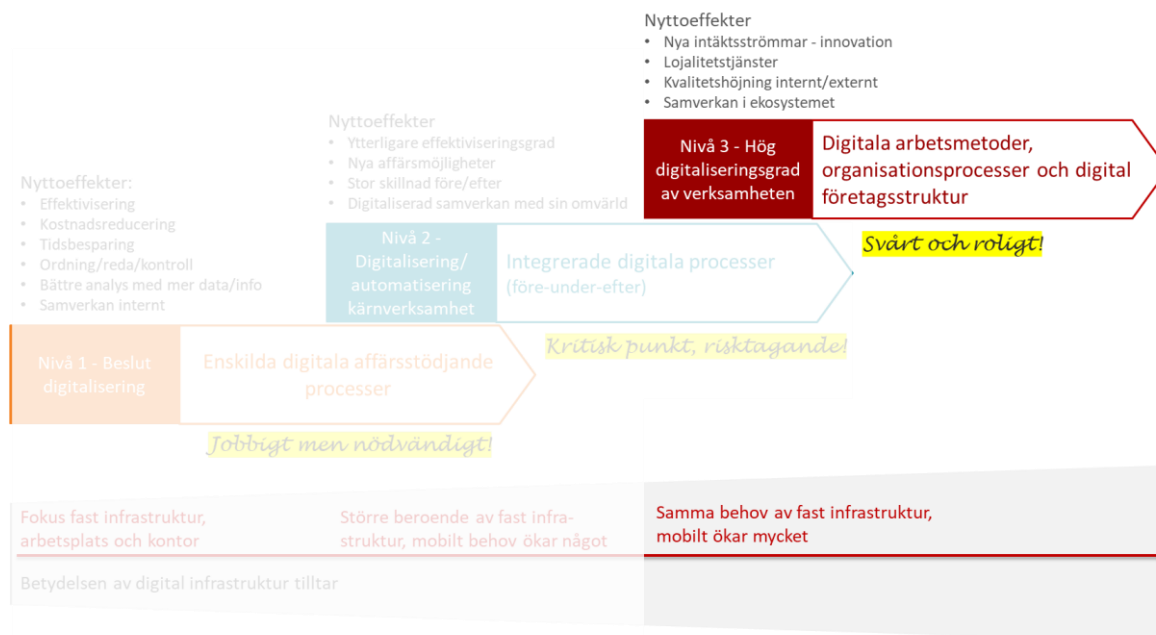 Nyttoeffekter
• Nya intäktsströmmar - innovation
• Lojalitetstjänster
• Kvalitetshöjning internt/externt
• Samverkan i ekosystemet
Nivå 3 - Hög
digitaliseringsgrad
av verksamheten
Digitala arbetsmetoder,
organisationsprocesser och digital
företagsstruktur
Svårt och roligt!
Nyttoeffekter
• Ytterligare effektiviseringsgrad
• Nya affärsmöjligheter
• Stor skillnad före/efter
• Digitaliserad samverkan med sin omvärld
Nivå 2 -
Digitalisering/
automatisering
kärnverksamhet
Integrerade digitala processer
(före-under-efter)
Kritisk punkt, risktagande!
Nyttoeffekter:
• Effektivisering
• Kostnadsreducering
• Tidsbesparing
• Ordning/reda/kontroll
• Bättre analys med mer data/info
• Samverkan internt
Nivå 1 - Beslut
digitalisering
Enskilda digitala affärsstödjande
processer
Jobbigt men nödvändigt!
Fokus fast infrastruktur,
arbetsplats och kontor
Större beroende av fast infra-
struktur, mobilt behov ökar något
Samma behov av fast infrastruktur,
mobilt ökar mycket
Betydelsen av digital infrastruktur tilltar